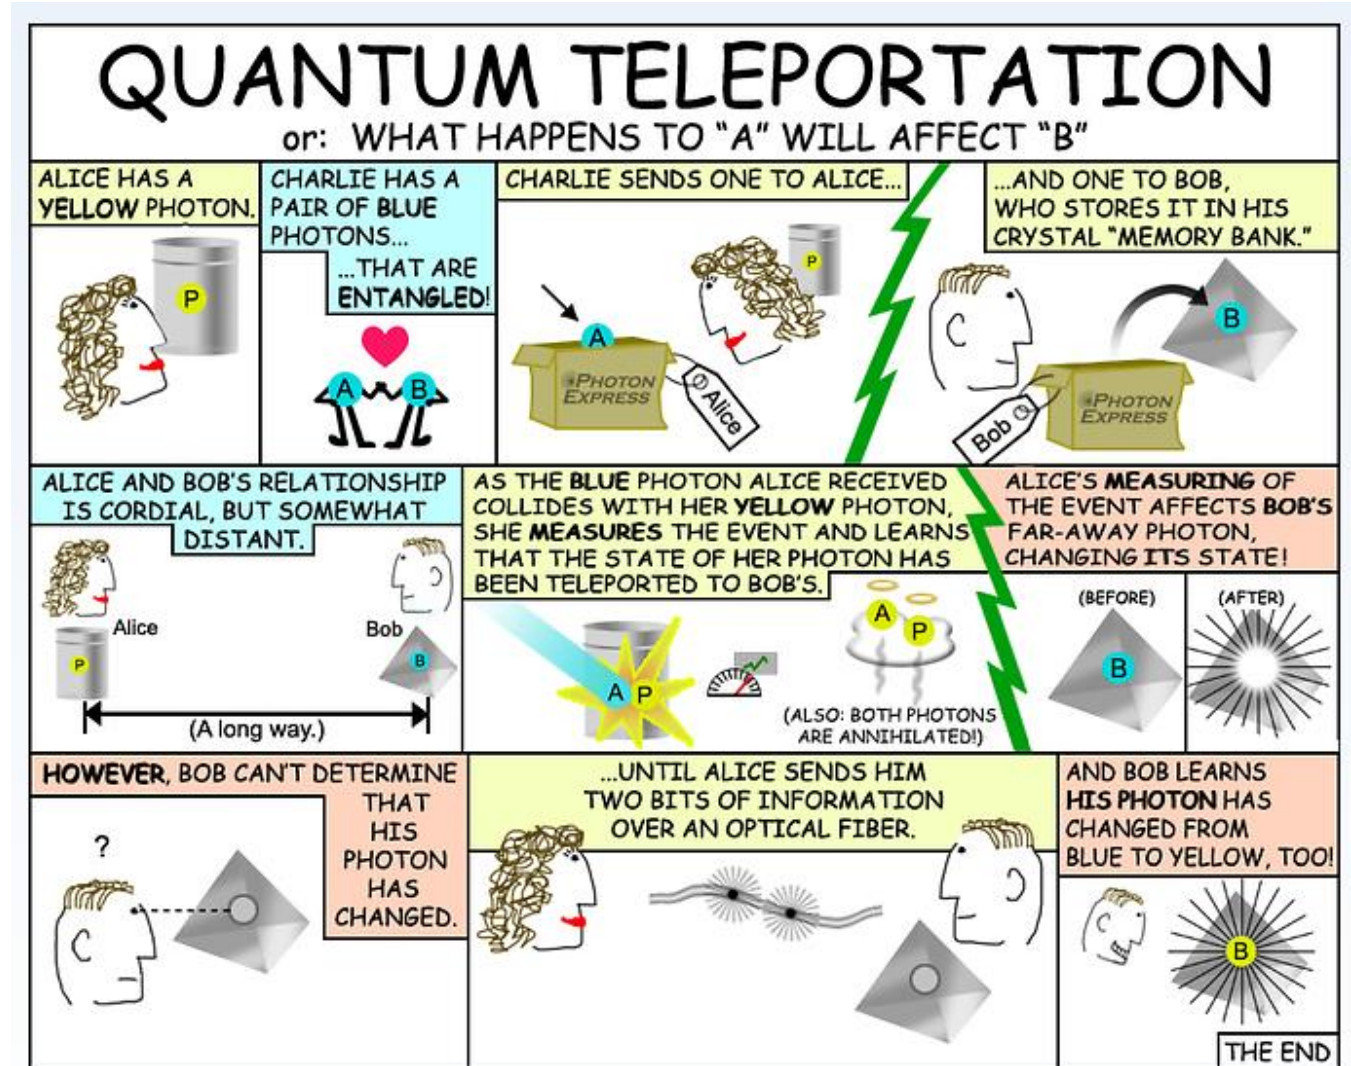 QUANTUM TELEPORTATION
or: WHAT HAPPENS TO "A" WILL AFFECT "B"
ALICE HAS A
YELLOW PHOTON.
P
CHARLIE HAS A
PAIR OF BLUE
PHOTONS...
...THAT ARE
ENTANGLED!
A
B
CHARLIE SENDS ONE TO ALICE...
P
A
PHOTON
EXPRESS
Alice
...AND ONE TO BOB,
WHO STORES IT IN HIS
CRYSTAL "MEMORY BANK."
B
PHOTON
EXPRESS
Bob
ALICE AND BOB'S RELATIONSHIP
IS CORDIAL, BUT SOMEWHAT
DISTANT.
Alice
Bob
P
B
(A long way.)
AS THE BLUE PHOTON ALICE RECEIVED
COLLIDES WITH HER YELLOW PHOTON,
SHE MEASURES THE EVENT AND LEARNS
THAT THE STATE OF HER PHOTON HAS
BEEN TELEPORTED TO BOB'S.
A P
A
P
(ALSO: BOTH PHOTONS
ARE ANNIHILATED!)
ALICE'S MEASURING OF
THE EVENT AFFECTS BOB'S
FAR-AWAY PHOTON,
CHANGING ITS STATE!
(BEFORE)
B
(AFTER)
HOWEVER, BOB CAN'T DETERMINE
THAT
HIS
PHOTON
HAS
CHANGED.
?
...UNTIL ALICE SENDS HIM
TWO BITS OF INFORMATION
OVER AN OPTICAL FIBER.
AND BOB LEARNS
HIS PHOTON HAS
CHANGED FROM
BLUE TO YELLOW, TOO!
B
THE END